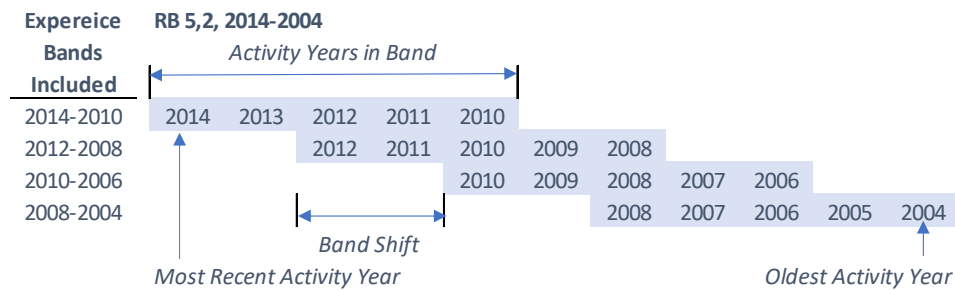 Expereice RB 5,2, 2014-2004
Bands Activity Years in Band
Included
2014-2010 2014 2013 2012 2011 2010
2012-2008 2012 2011 2010 2009 2008
2010-2006 2010 2009 2008 2007 2006
2008-2004 2008 2007 2006 2005 2004
Band Shift
Most Recent Activity Year Oldest Activity Year